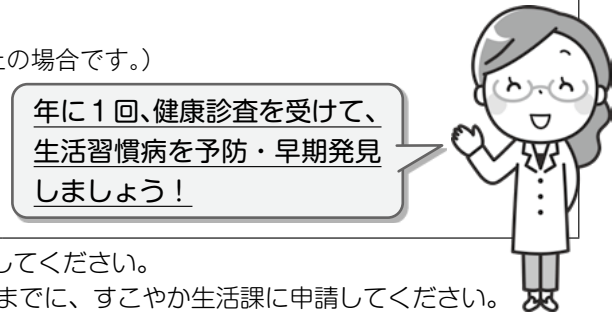 上の場合です。)
年に1回、健康診査を受けて、
生活習慣病を予防・早期発見
しましょう!
してください。
までに、すこやか生活課に申請してください。